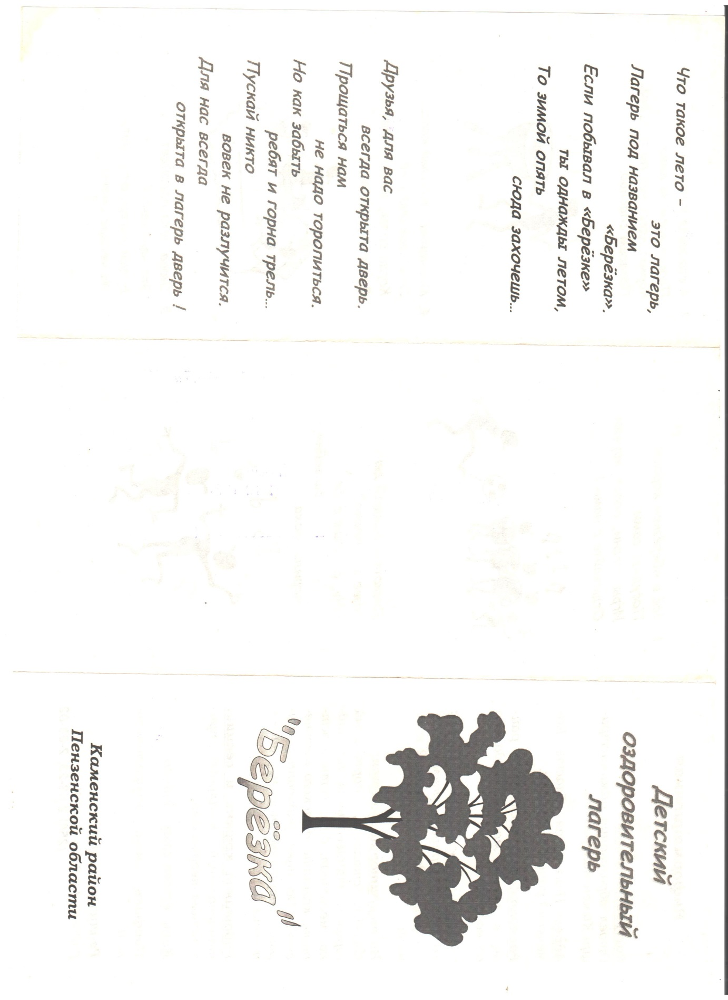 Что такое лето -
это лагерь,
Лагерь под названием
«Берёзка».
Если побывал в «Берёзке»
ты однажды летом,
То зимой опять
сюда захочешь...
Друзья, для вас
всегда открыта дверь.
Прощаться нам
не надо торопиться.
Но как забыть
ребят и горна трель...
Пускай никто
вовек не разлучится.
Для нас всегда
открыта в лагерь дверь !
Детский
оздоровительный
лагерь
"Берёзка"
Каменский район
Пензенской области